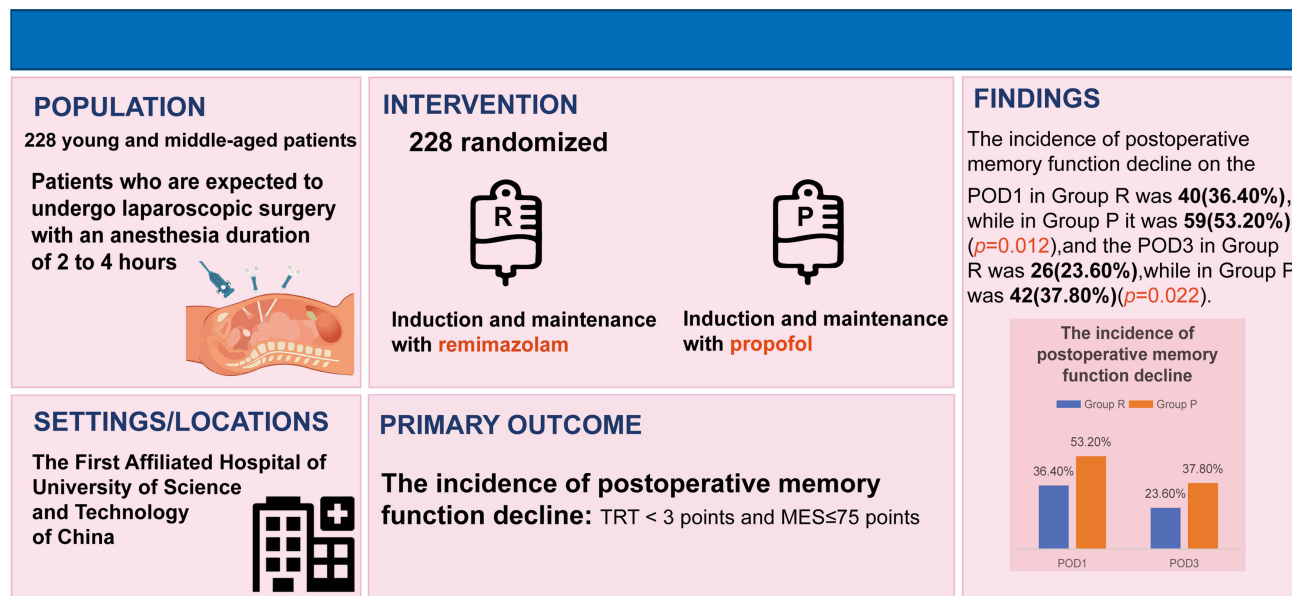 POPULATION
228 young and middle-aged patients
Patients who are expected to
undergo laparoscopic surgery
with an anesthesia duration
of 2 to 4 hours
INTERVENTION
228 randomized
R
P
Induction and maintenance
with remimazolam
Induction and maintenance
with propofol
SETTINGS/LOCATIONS
The First Affiliated Hospital of
University of Science
and Technology
of China
PRIMARY OUTCOME
The incidence of postoperative memory
function decline: TRT < 3 points and MES≤75 points
FINDINGS
The incidence of postoperative
memory function decline on the
POD1 in Group R was 40(36.40%),
while in Group P it was 59(53.20%)
(p=0.012),and the POD3 in Group
R was 26(23.60%),while in Group P
was 42(37.80%)(p=0.022).
The incidence of
postoperative memory
function decline
Group R Group P
53.20%
36.40%
37.80%
23.60%
POD1 POD3